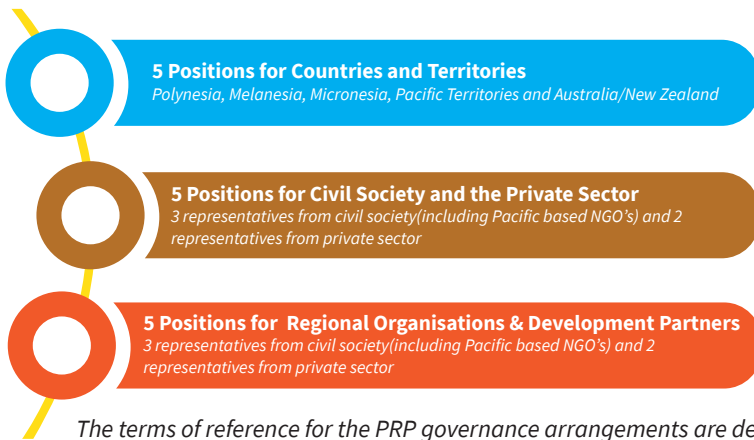 5 Positions for Countries and Territories
Polynesia, Melanesia, Micronesia, Pacific Territories and Australia/New Zealand
5 Positions for Civil Society and the Private Sector
3 representatives from civil society(including Pacific based NGO's) and 2
representatives from private sector
5 Positions for Regional Organisations & Development Partners
3 representatives from civil society(including Pacific based NGO's) and 2
representatives from private sector
The terms of reference for the PRP governance arrangements are de